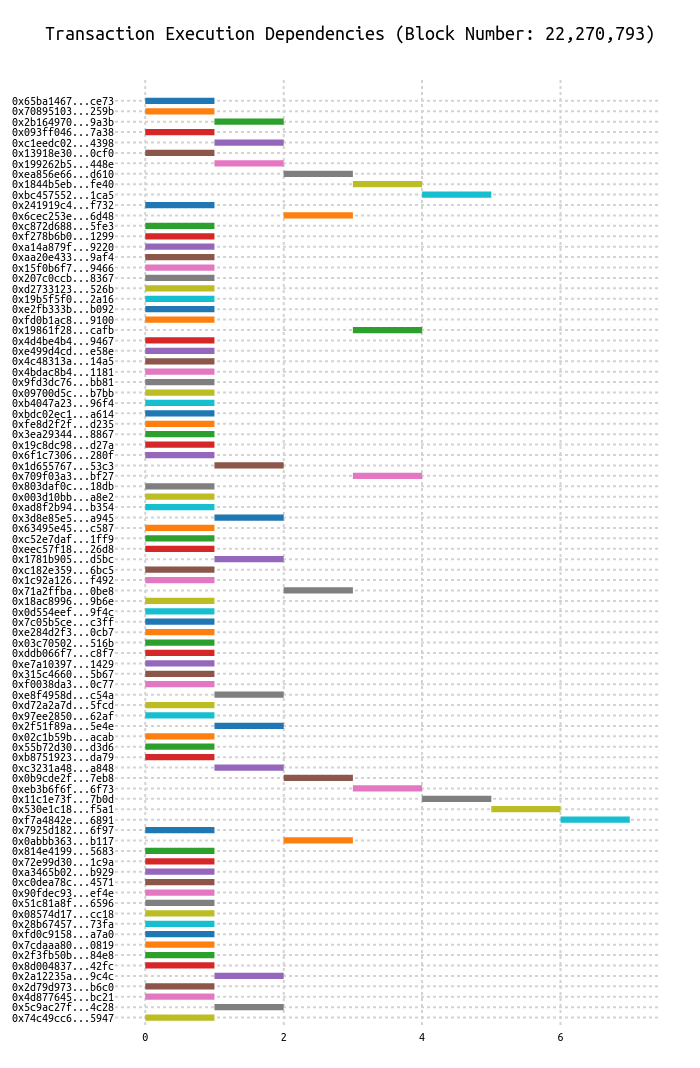 Transaction Execution Dependencies (Block Number: 22,270,793)
0x65ba1467...ce73
0x70895103...259b
0x2b164970...9a3b
0x093ff046...7a38
0xc1eedc02...4398
0x13918e30...0cf0
0x199262b5...448e
0xea856e66...d610
0x1844b5eb...fe40
0xbc457552...1ca5
0x241919c4...f732
0x6cec253e...6d48
0xc872d688...5fe3
0xf278b6b0...1299
0xa14a879f...9220
0xaa20e433...9af4
0x15f0b6f7...9466
0x207c0ccb...8367
0xd2733123...526b
0x19b5f5f0...2a16
0xe2fb333b...b092
0xfd0b1ac8...9100
0x19861f28...cafb
0x4d4be4b4...9467
0xe499d4cd...e58e
0x4c48313a...14a5
0x4bdac8b4...1181
0x9fd3dc76...bb81
0x09700d5c...b7bb
0xb4047a23...96f4
0xbdc02ec1...a614
0xfe8d2f2f...d235
0x3ea29344...8867
0x19c8dc98...d27a
0x6f1c7306...280f
0x1d655767...53c3
0x709f03a3...bf27
0x803daf0c...18db
0x003d10bb...a8e2
0xad8f2b94...b354
0x3d8e85e5...a945
0x63495e45...c587
0xc52e7daf...1ff9
0xeec57f18...26d8
0x1781b905...d5bc
0xc182e359...6bc5
0x1c92a126...f492
0x71a2ffba...0be8
0x18ac8996...9b6e
0x0d554eef...9f4c
0x7c05b5ce...c3ff
0xe284d2f3...0cb7
0x03c70502...516b
0xddb066f7...c8f7
0xe7a10397...1429
0x315c4660...5b67
0xf0038da3...0c77
0xe8f4958d...c54a
0xd72a2a7d...5fcd
0x97ee2850...62af
0x2f51f89a...5e4e
0x02c1b59b...acab
0x55b72d30...d3d6
0xb8751923...da79
0xc3231a48...a848
0x0b9cde2f...7eb8
0xeb3b6f6f...6f73
0x11c1e73f...7b0d
0x530e1c18...f5a1
0xf7a4842e...6891
0x7925d182...6f97
0x0abbb363...b117
0x814e4199...5683
0x72e99d30...1c9a
0xa3465b02...b929
0xc0dea78c...4571
0x90fdec93...ef4e
0x51c81a8f...6596
0x08574d17...cc18
0x28b67457...73fa
0xfd0c9158...a7a0
0x7cdaaa80...0819
0x2f3fb50b...84e8
0x8d004837...42fc
0x2a12235a...9c4c
0x2d79d973...b6c0
0x4d877645...bc21
0x5c9ac27f...4c28
0x74c49cc6...5947
0 2 4 6